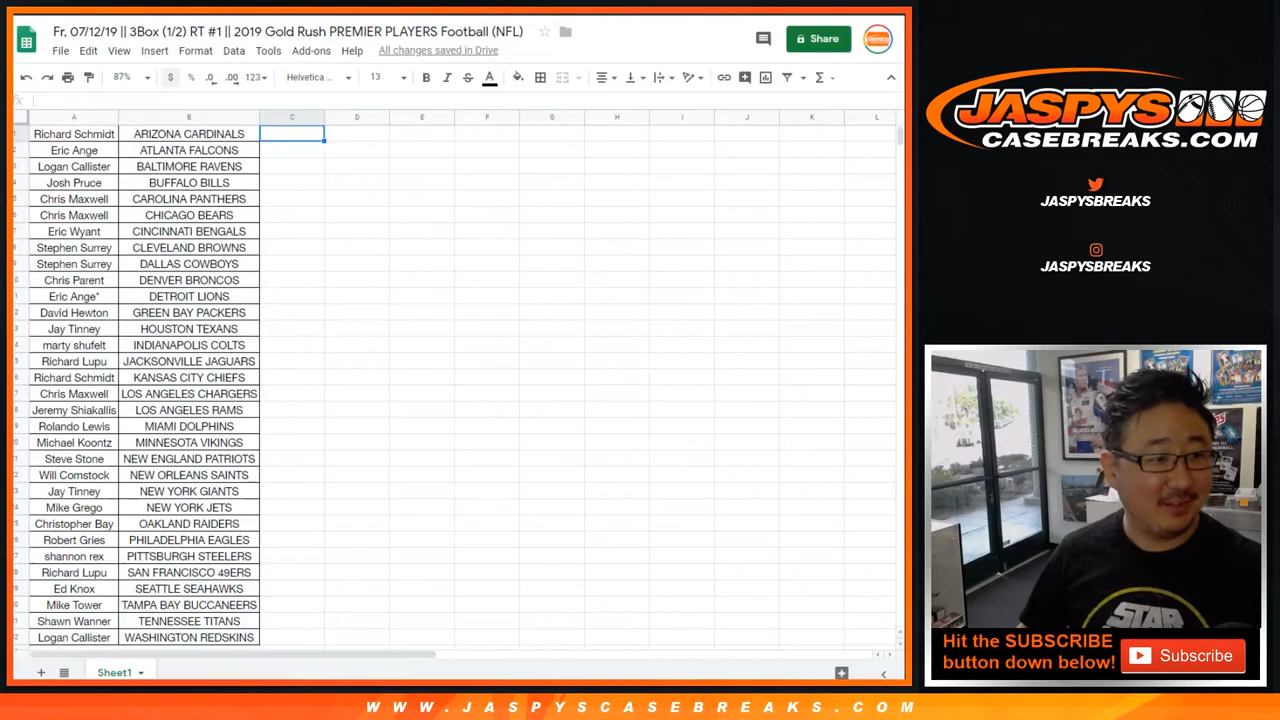 Fr, 07/12/19 || 3Box (1/2) RT #1 || 2019 Gold Rush PREMIER PLAYERS Football (NFL)
File Edit View Insert Format Data Tools Add-ons Help All changes saved in Drive
Share
87% $ % .0 .00 123 Helvetica ... 13 B I S A
fx
A B C D E F G H I J K L
Richard Schmidt ARIZONA CARDINALS
Eric Ange ATLANTA FALCONS
Logan Callister BALTIMORE RAVENS
Josh Pruce BUFFALO BILLS
Chris Maxwell CAROLINA PANTHERS
Chris Maxwell CHICAGO BEARS
Eric Wyant CINCINNATI BENGALS
Stephen Surrey CLEVELAND BROWNS
Stephen Surrey DALLAS COWBOYS
Chris Parent DENVER BRONCOS
Eric Ange* DETROIT LIONS
David Hewton GREEN BAY PACKERS
Jay Tinney HOUSTON TEXANS
marty shufelt INDIANAPOLIS COLTS
Richard Lupu JACKSONVILLE JAGUARS
Richard Schmidt KANSAS CITY CHIEFS
Chris Maxwell LOS ANGELES CHARGERS
Jeremy Shiakallis LOS ANGELES RAMS
Rolando Lewis MIAMI DOLPHINS
Michael Koontz MINNESOTA VIKINGS
Steve Stone NEW ENGLAND PATRIOTS
Will Comstock NEW ORLEANS SAINTS
Jay Tinney NEW YORK GIANTS
Mike Grego NEW YORK JETS
Christopher Bay OAKLAND RAIDERS
Robert Gries PHILADELPHIA EAGLES
shannon rex PITTSBURGH STEELERS
Richard Lupu SAN FRANCISCO 49ERS
Ed Knox SEATTLE SEAHAWKS
Mike Tower TAMPA BAY BUCCANEERS
Shawn Wanner TENNESSEE TITANS
Logan Callister WASHINGTON REDSKINS
Sheet1
JASPYS
CASEBREAKS.COM
JASPYSBREAKS
JASPYSBREAKS
STAR
Hit the SUBSCRIBE
button down below!
Subscribe
WWW.JASPYSCASEBREAKS.COM